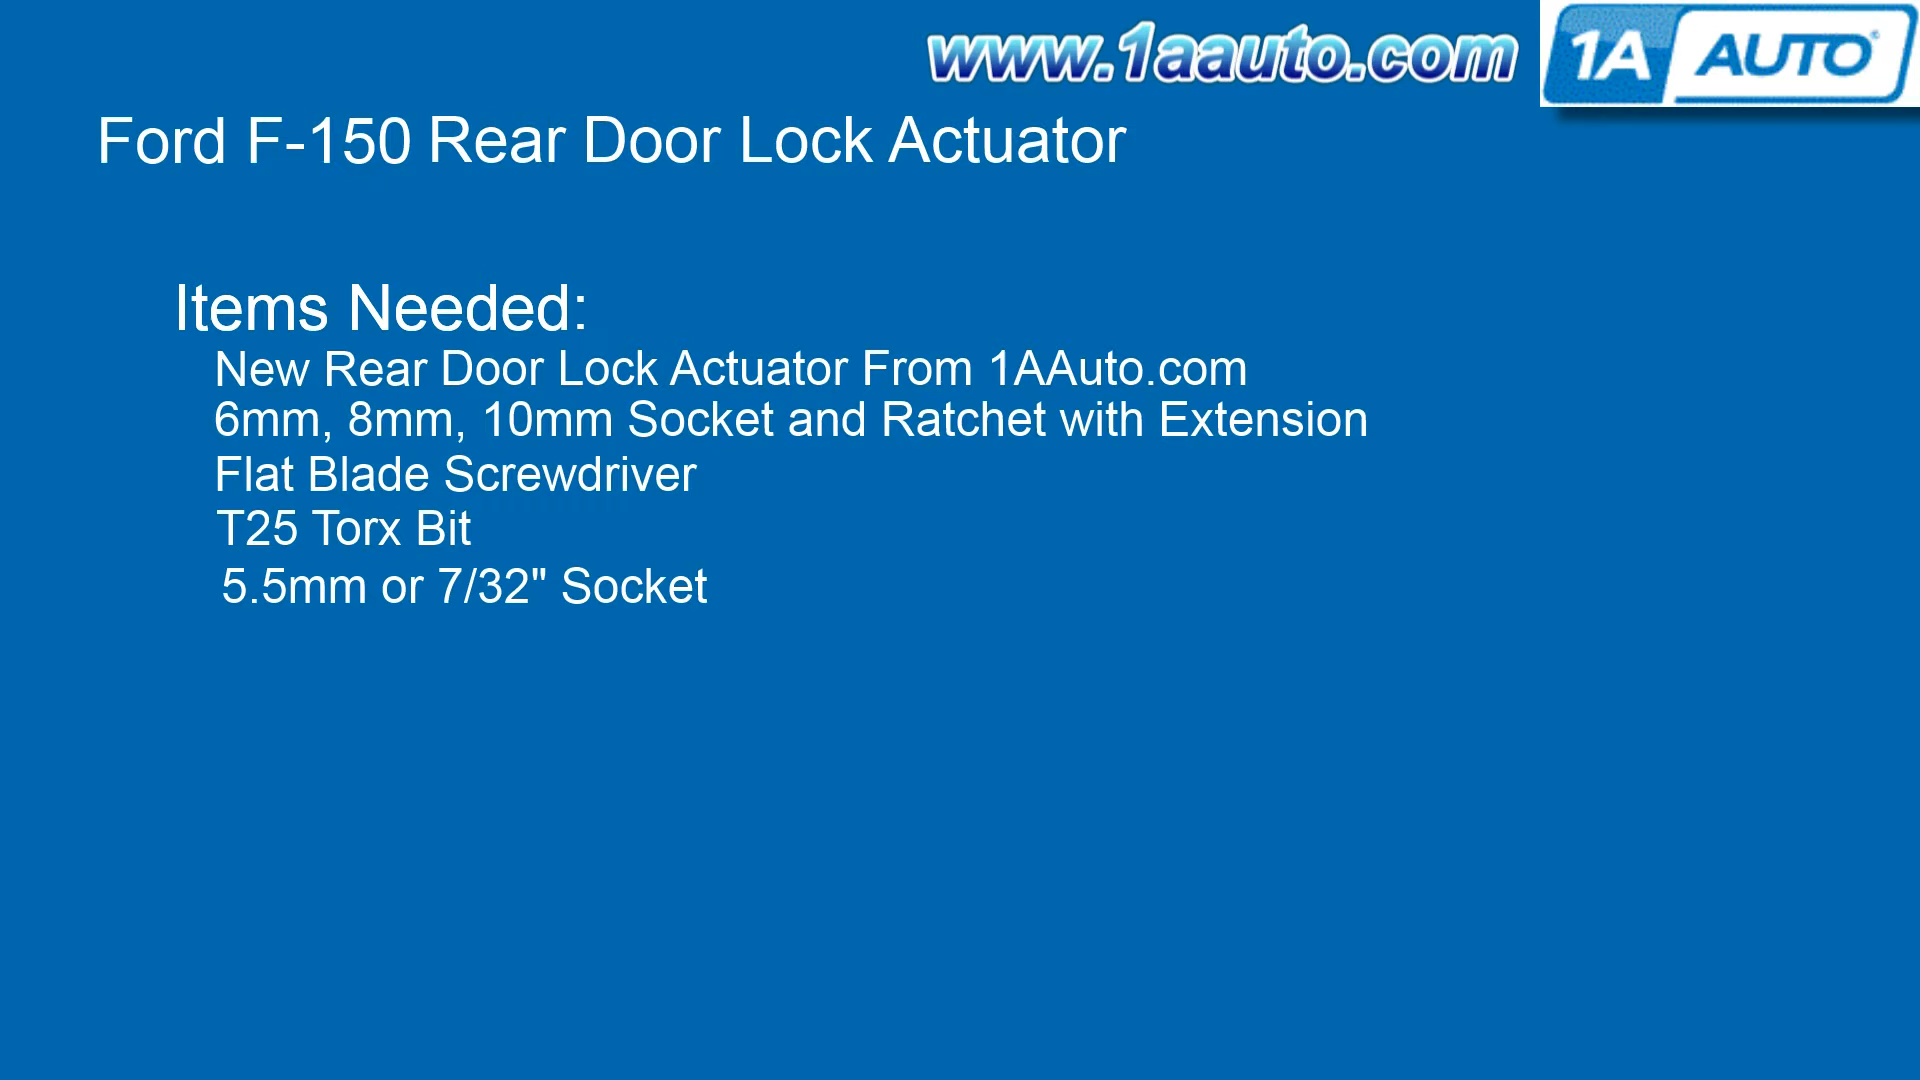 www.1aauto.com
1A AUTO
Ford F-150 Rear Door Lock Actuator
Items Needed:
New Rear Door Lock Actuator From 1AAuto.com
6mm, 8mm, 10mm Socket and Ratchet with Extension
Flat Blade Screwdriver
T25 Torx Bit
5.5mm or 7/32" Socket